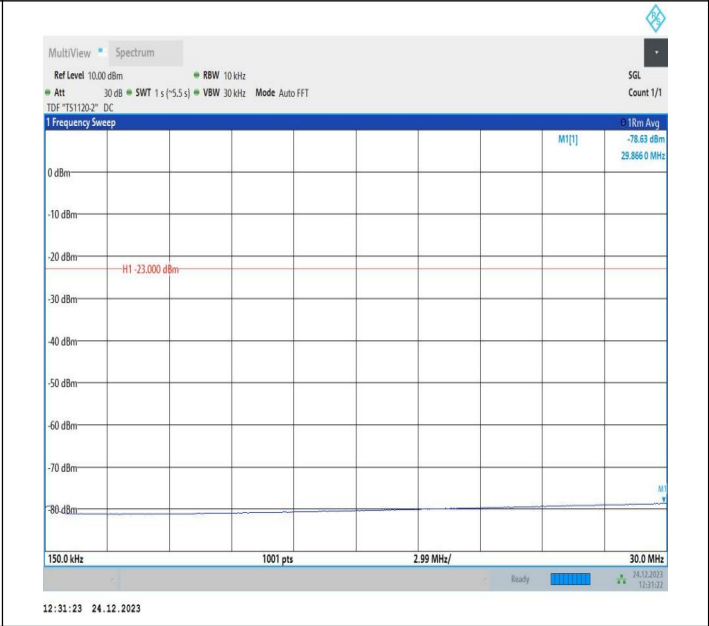 MultiView Spectrum
Ref Level 10.00 dBm RBW 10 kHz SGL
Att 30 dB SWT 1 s (~5.5 s) VBW 30 kHz Mode Auto FFT Count 1/1
TDF "TS1120-2" DC
1 Frequency Sweep 1Rm Avg
M1[1] -78.63 dBm
29.866 0 MHz
0 dBm
-10 dBm
-20 dBm
H1 -23.000 dBm
-30 dBm
-40 dBm
-50 dBm
-60 dBm
-70 dBm
M1
-80 dBm
150.0 kHz 1001 pts 2.99 MHz/ 30.0 MHz
Ready 24.12.2023
12:31:22
12:31:23 24.12.2023